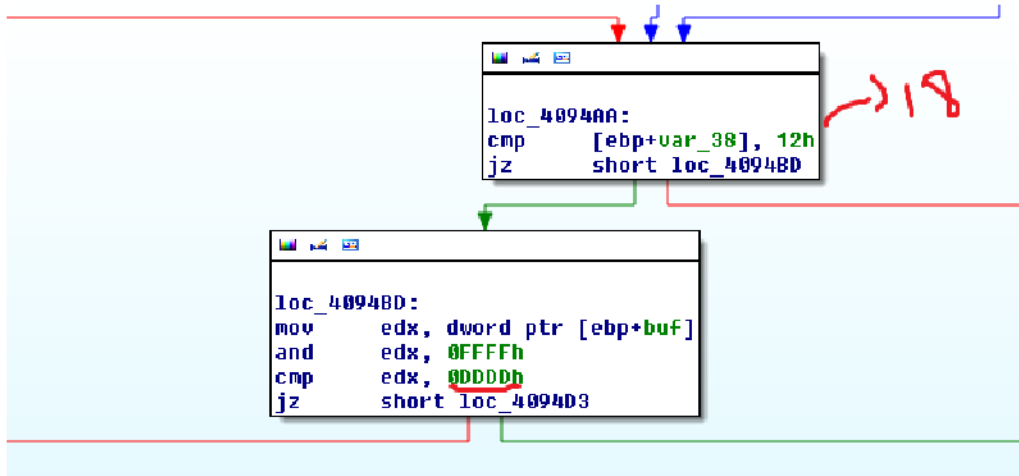 loc_4094AA:
cmp [ebp+var_38], 12h
jz short loc_4094BD
18
loc_4094BD:
mov edx, dword ptr [ebp+buf]
and edx, 0FFFFh
cmp edx, 0DDDDh
jz short loc_4094D3